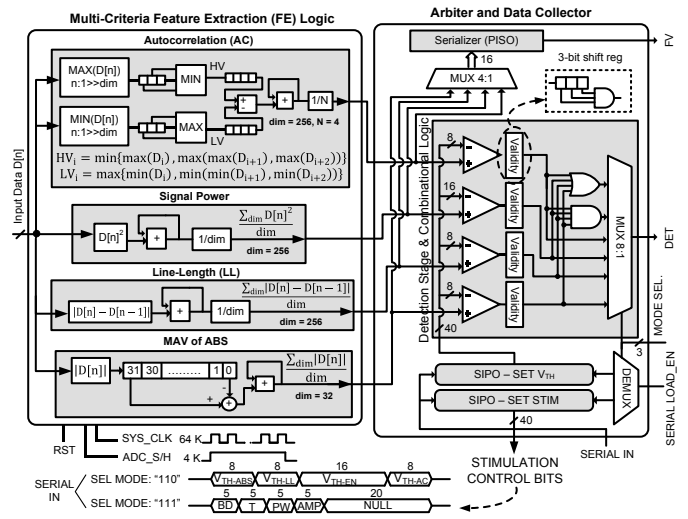 Multi-Criteria Feature Extraction (FE) Logic
Autocorrelation (AC)
MAX(D[n])
n:1>>dim
MIN
HV
MIN(D[n])
n:1>>dim
MAX
LV
+
-
+
1/N
dim = 256, N = 4
HVᵢ = min{max(Dᵢ),max(max(Dᵢ₊₁),max(Dᵢ₊₂))}
LVᵢ = max{min(Dᵢ),min(min(Dᵢ₊₁),min(Dᵢ₊₂))}
Input Data D[n]
Signal Power
D[n]²
+
1/dim
∑dim D[n]²
dim
dim = 256
Line-Length (LL)
|D[n] − D[n−1]|
+
1/dim
∑dim|D[n] − D[n−1]|
dim
dim = 256
MAV of ABS
|D[n]|
31 30 ......... 1 0
-
+
+
+
∑dim|D[n]|
dim
dim = 32
RST
SYS_CLK 64 K
ADC_S/H 4 K
Arbiter and Data Collector
Serializer (PISO)
16
MUX 4:1
3-bit shift reg
FV
Detection Stage & Combinational Logic
8
-
+
Validity
16
-
+
Validity
8
-
+
Validity
8
-
+
Validity
40
MUX 8:1
DET
MODE SEL.
3
SIPO – SET VTH
SIPO – SET STIM
DEMUX
SERIAL LOAD_EN
40
SERIAL IN
STIMULATION
CONTROL BITS
SERIAL
IN
8 8 16 8
SEL MODE: "110" VTH-ABS VTH-LL VTH-EN VTH-AC
5 5 5 5 20
SEL MODE: "111" BD T PW AMP NULL